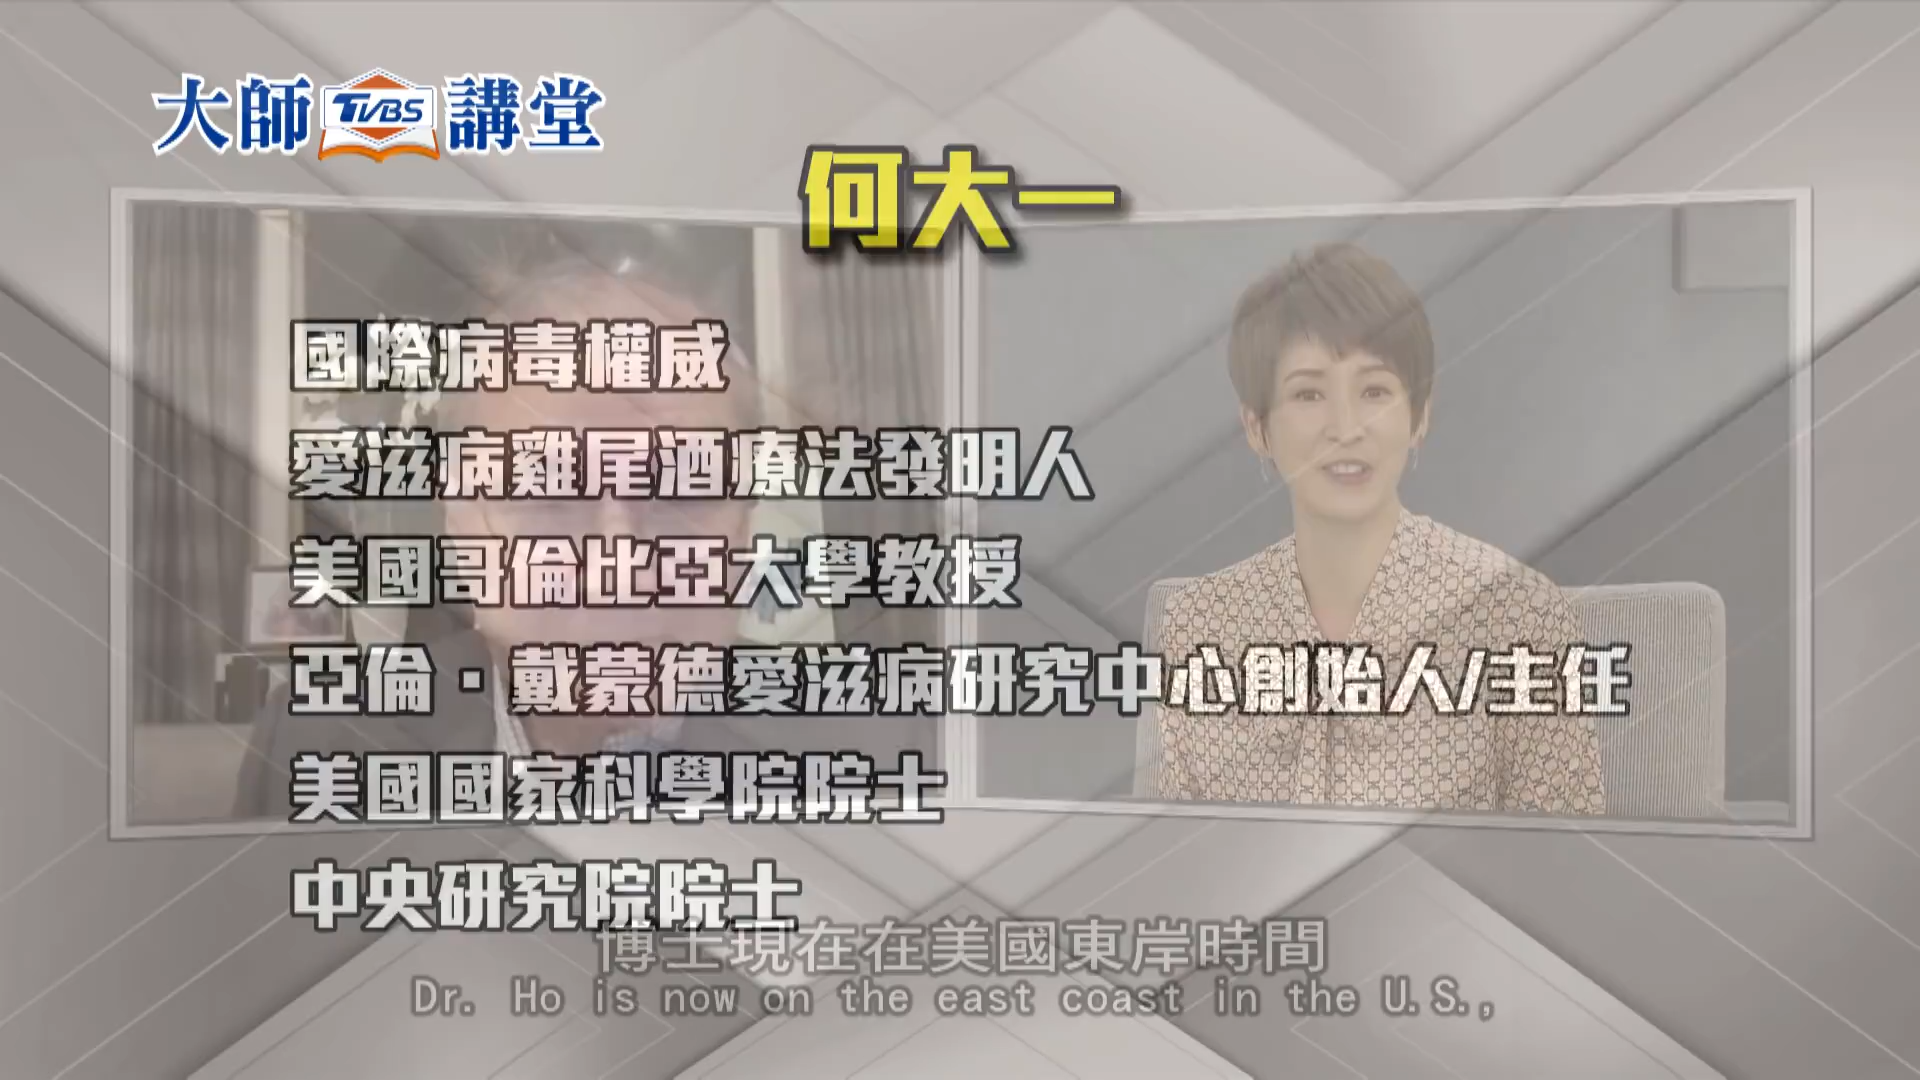 大師TVBS講堂
何大一
國際病毒權威
愛滋病雞尾酒療法發明人
美國哥倫比亞大學教授
亞倫·戴蒙德愛滋病研究中心創始人/主任
美國國家科學院院士
中央研究院院士
博士現在在美國東岸時間
Dr. Ho is now on the east coast in the U.S.,